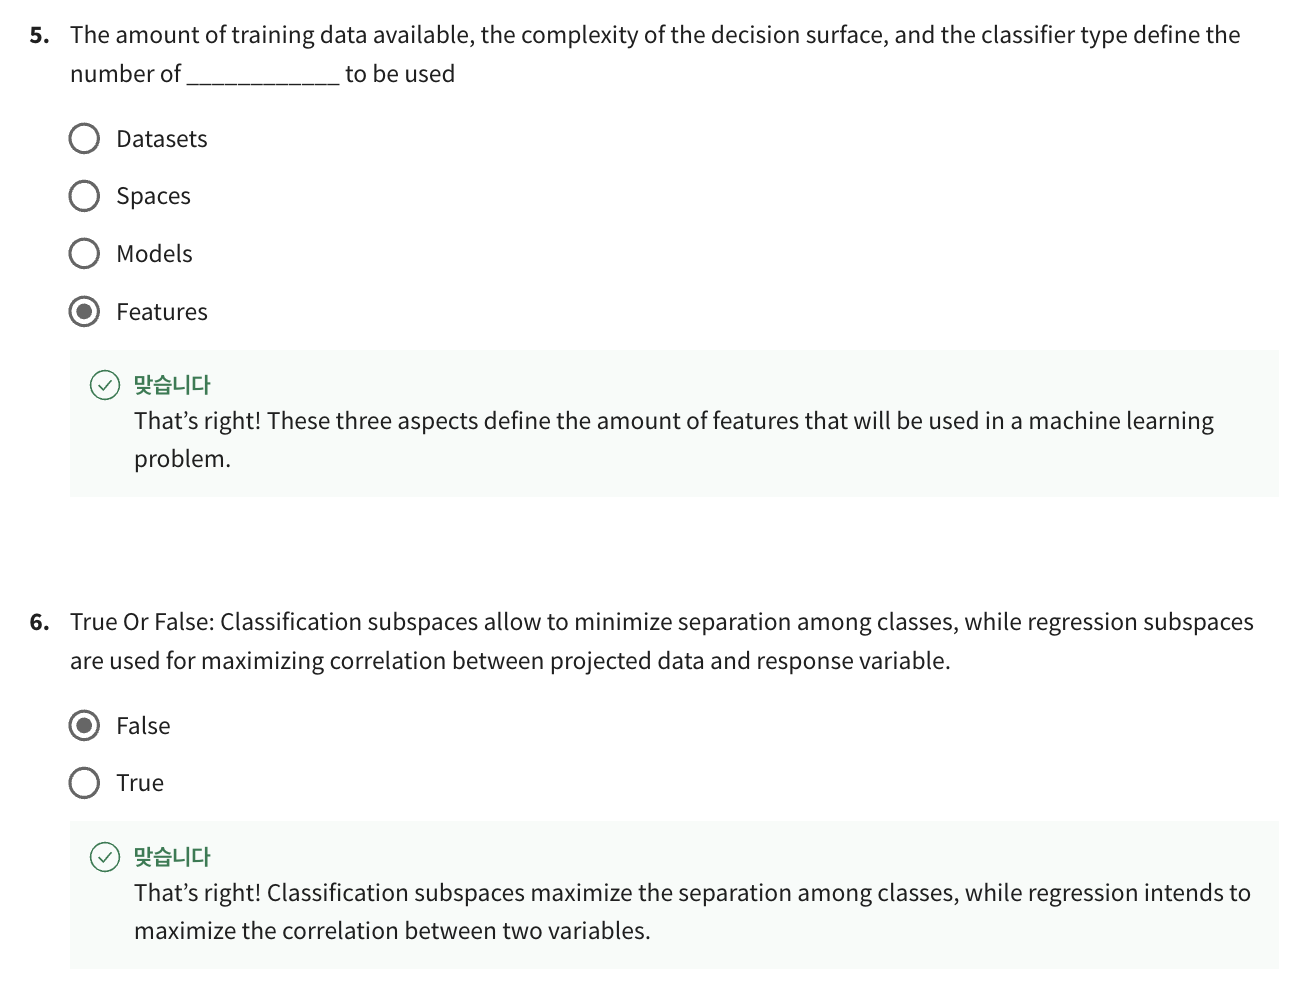 5. The amount of training data available, the complexity of the decision surface, and the classifier type define the
number of ____________ to be used
Datasets
Spaces
Models
Features
맞습니다
That’s right! These three aspects define the amount of features that will be used in a machine learning
problem.
6. True Or False: Classification subspaces allow to minimize separation among classes, while regression subspaces
are used for maximizing correlation between projected data and response variable.
False
True
맞습니다
That’s right! Classification subspaces maximize the separation among classes, while regression intends to
maximize the correlation between two variables.